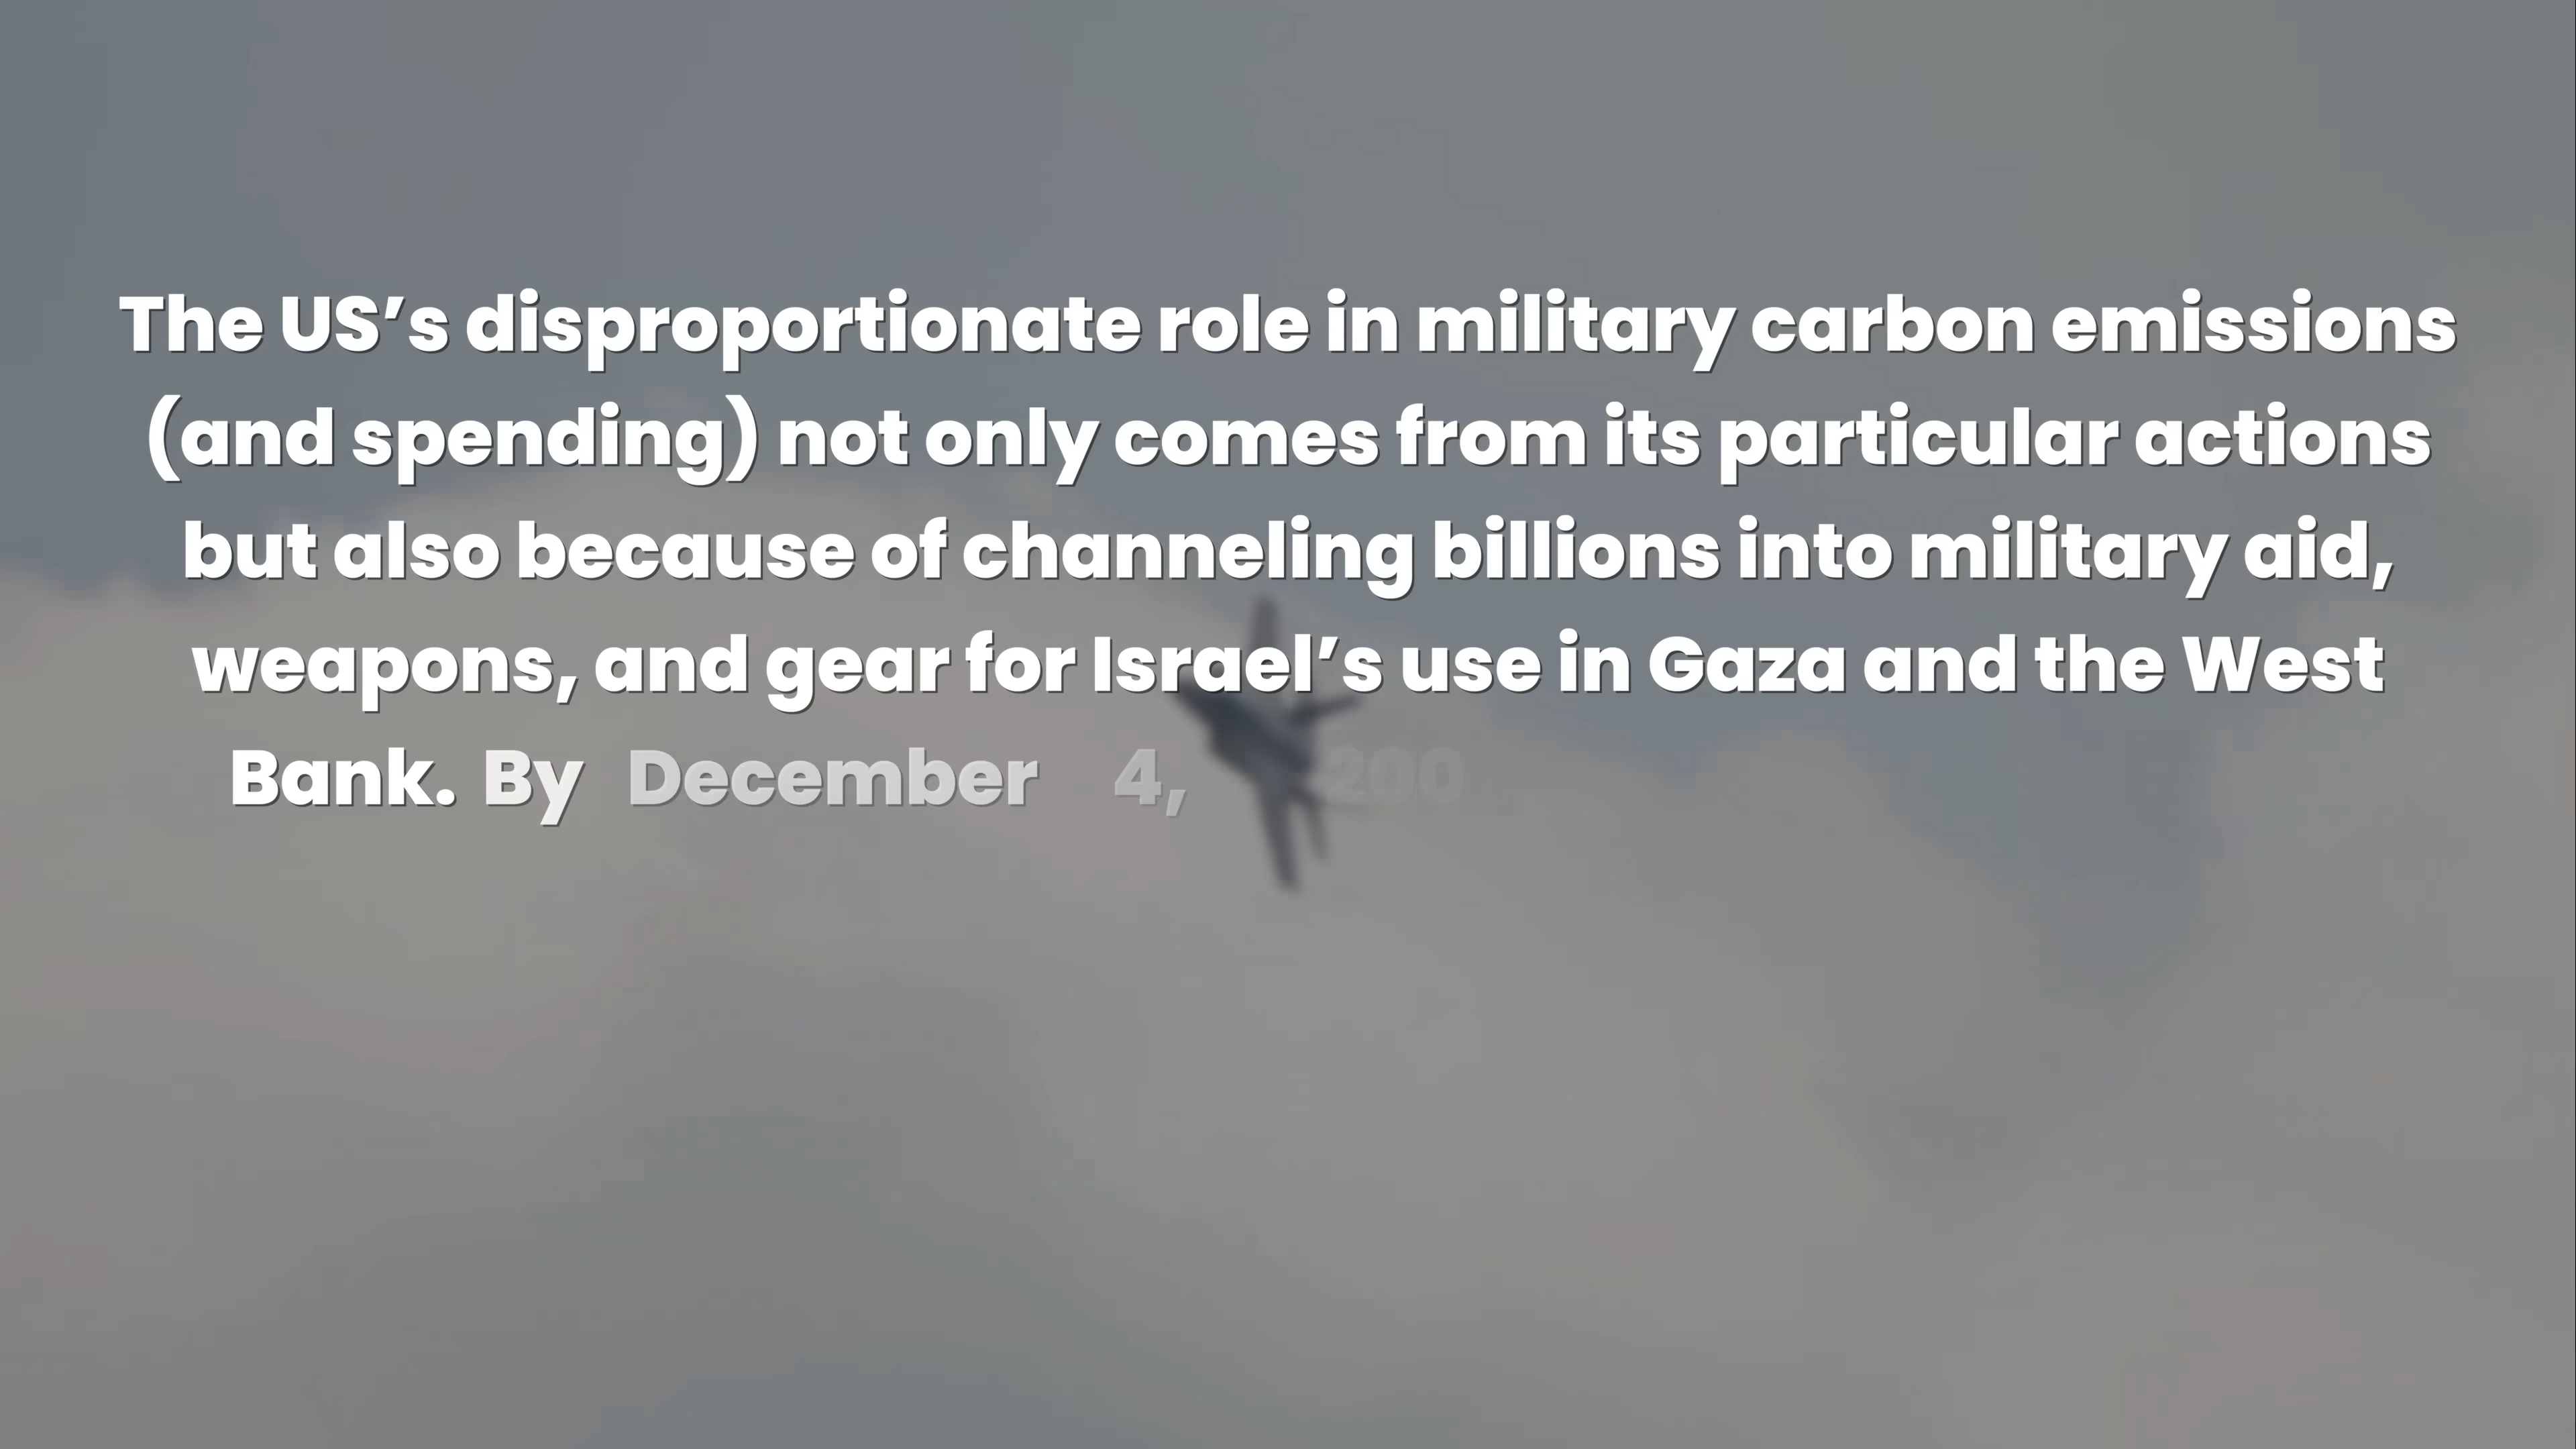 The US’s disproportionate role in military carbon emissions
(and spending) not only comes from its particular actions
but also because of channeling billions into military aid,
weapons, and gear for Israel’s use in Gaza and the West
Bank. By December 4, 200